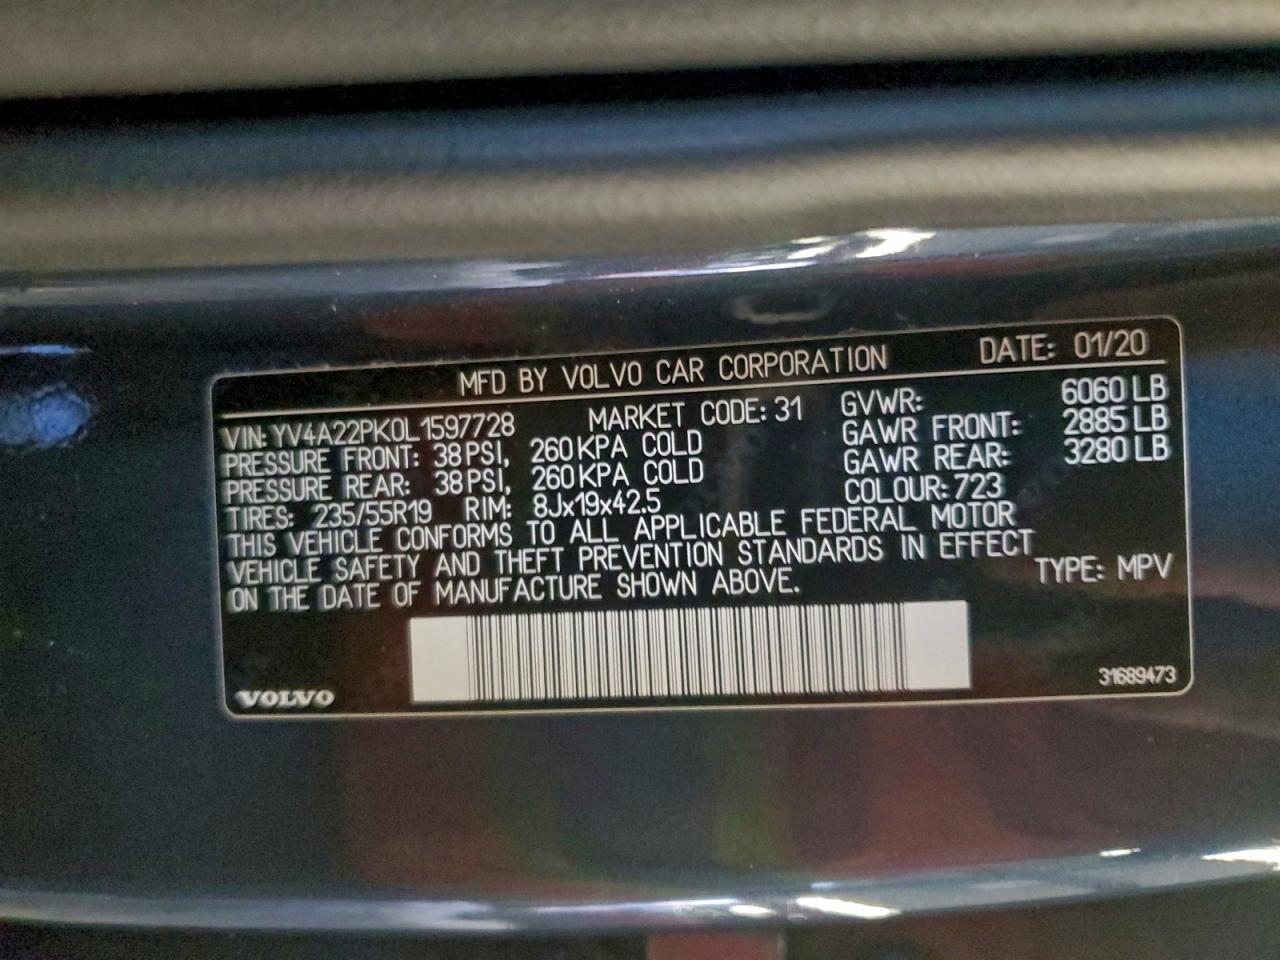 MFD BY VOLVO CAR CORPORATION DATE: 01/20
VIN: YV4A22PK0L1597728 MARKET CODE: 31 GVWR: 6060 LB
PRESSURE FRONT: 38 PSI, 260 KPA COLD GAWR FRONT: 2885 LB
PRESSURE REAR: 38 PSI, 260 KPA COLD GAWR REAR: 3280 LB
TIRES: 235/55R19 RIM: 8Jx19x42.5 COLOUR: 723
THIS VEHICLE CONFORMS TO ALL APPLICABLE FEDERAL MOTOR
VEHICLE SAFETY AND THEFT PREVENTION STANDARDS IN EFFECT
ON THE DATE OF MANUFACTURE SHOWN ABOVE. TYPE: MPV
VOLVO 31689473